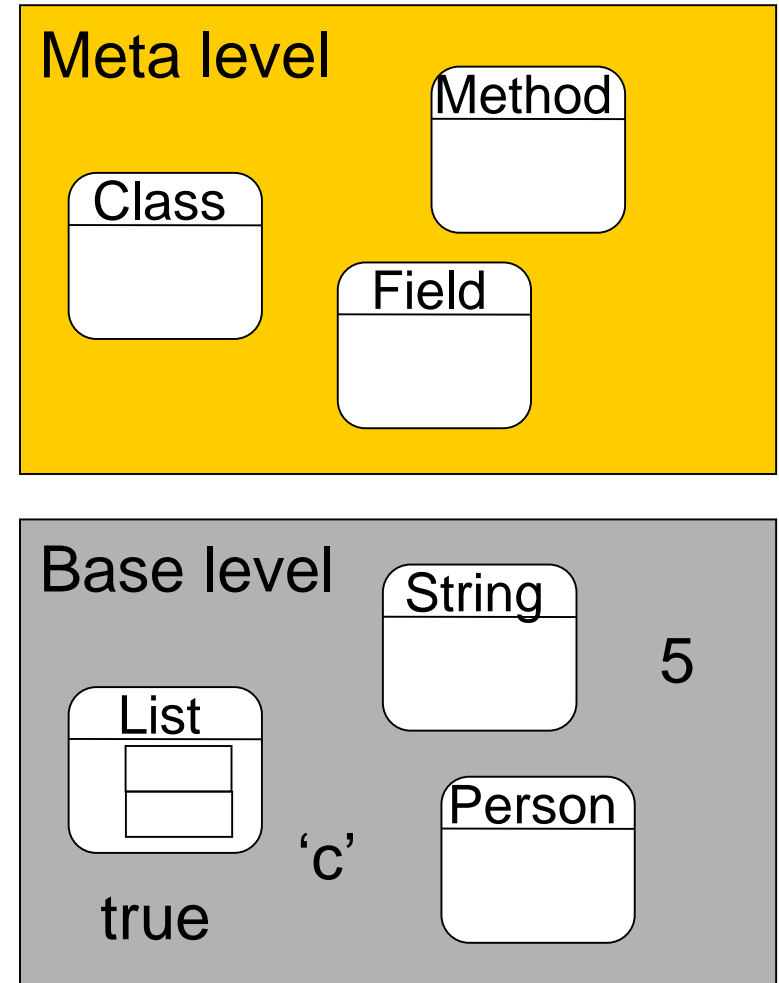 Meta level
Method
Class
Field
Base level
String
5
List
Person
‘c’
true